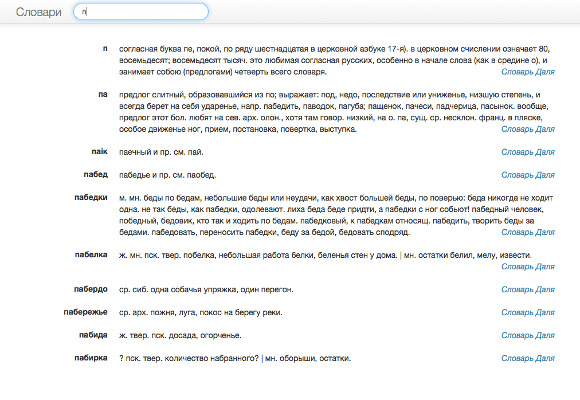 Словари п
п согласная буква пе, покой, по ряду шестнадцатая в церковной азбуке 17-я). в церковном счислении означает 80,
восемьдесят; восемьдесят тысяч. это любимая согласная русских, особенно в начале слова (как в средине о), и
занимает собою (предлогами) четверть всего словаря. Словарь Даля
па предлог слитный, образовавшийся из по; выражает: под, недо, последствие или униженье, низшую степень, и
всегда берет на себя ударенье, напр. пабедить, паводок, пагуба; пащенок, пачеси, падчерица, пасынок. вообще,
предлог этот бол. любят на сев. арх. олон., хотя там говор. низкий, на о. па, сущ. ср. несклон. франц. в пляске,
особое движенье ног, прием, постановка, повертка, выступка. Словарь Даля
паік паечный и пр. см. пай. Словарь Даля
пабед пабедье и пр. см. паобед. Словарь Даля
пабедки м. мн. беды по бедам, небольшие беды или неудачи, как хвост большей беды, по поверью: беда никогда не ходит
одна. не так беды, как пабедки, одолевают. лиха беда беде придти, а пабедки с ног собьют! пабедный человек,
победный, бедовик, кто так и ходит по бедам. пабедковый, к пабедкам относящ. пабедить, творить беды за
бедами. пабедовать, переносить пабедки, беду за бедой, бедовать сподряд. Словарь Даля
пабелка ж. мн. пск. твер. побелка, небольшая работа белки, беленья стен у дома. | мн. остатки белил, мелу, извести.
Словарь Даля
пабердо ср. сиб. одна собачья упряжка, один перегон. Словарь Даля
пабережье ср. арх. пожня, луга, покос на берегу реки. Словарь Даля
пабида ж. твер. пск. досада, огорченье. Словарь Даля
пабирка ? пск. твер. количество набранного? | мн. оборыши, остатки. Словарь Даля